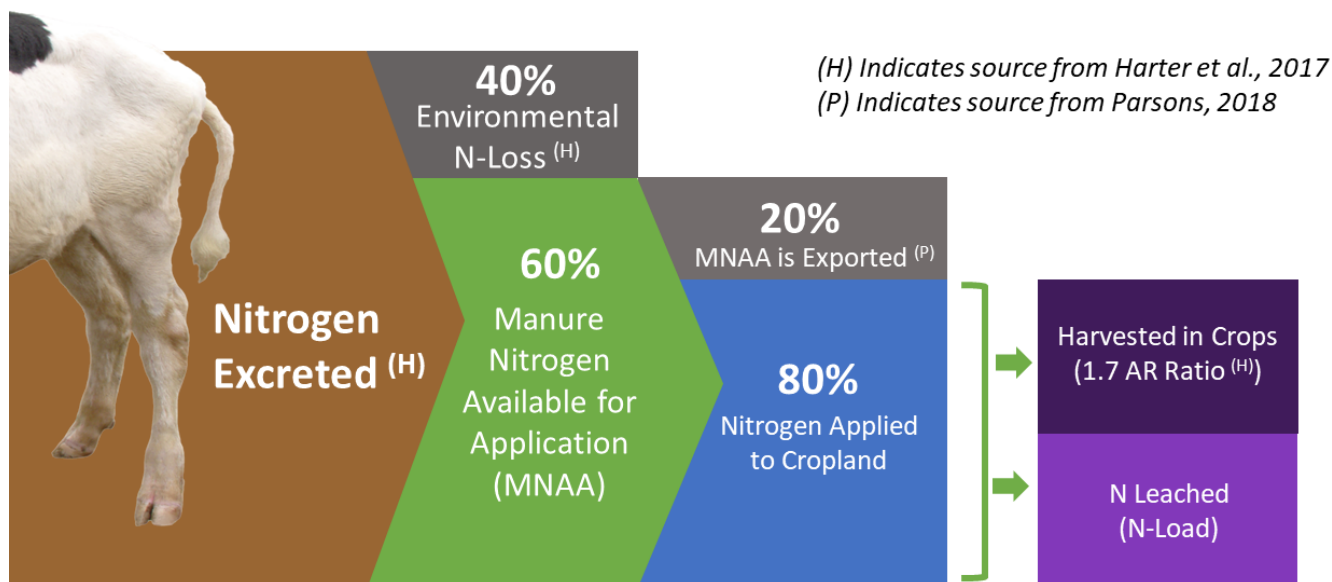 Nitrogen
Excreted (H)
40%
Environmental
N-Loss (H)
60%
Manure
Nitrogen
Available for
Application
(MNAA)
20%
MNAA is Exported (P)
80%
Nitrogen Applied
to Cropland
(H) Indicates source from Harter et al., 2017
(P) Indicates source from Parsons, 2018
Harvested in Crops
(1.7 AR Ratio (H))
N Leached
(N-Load)